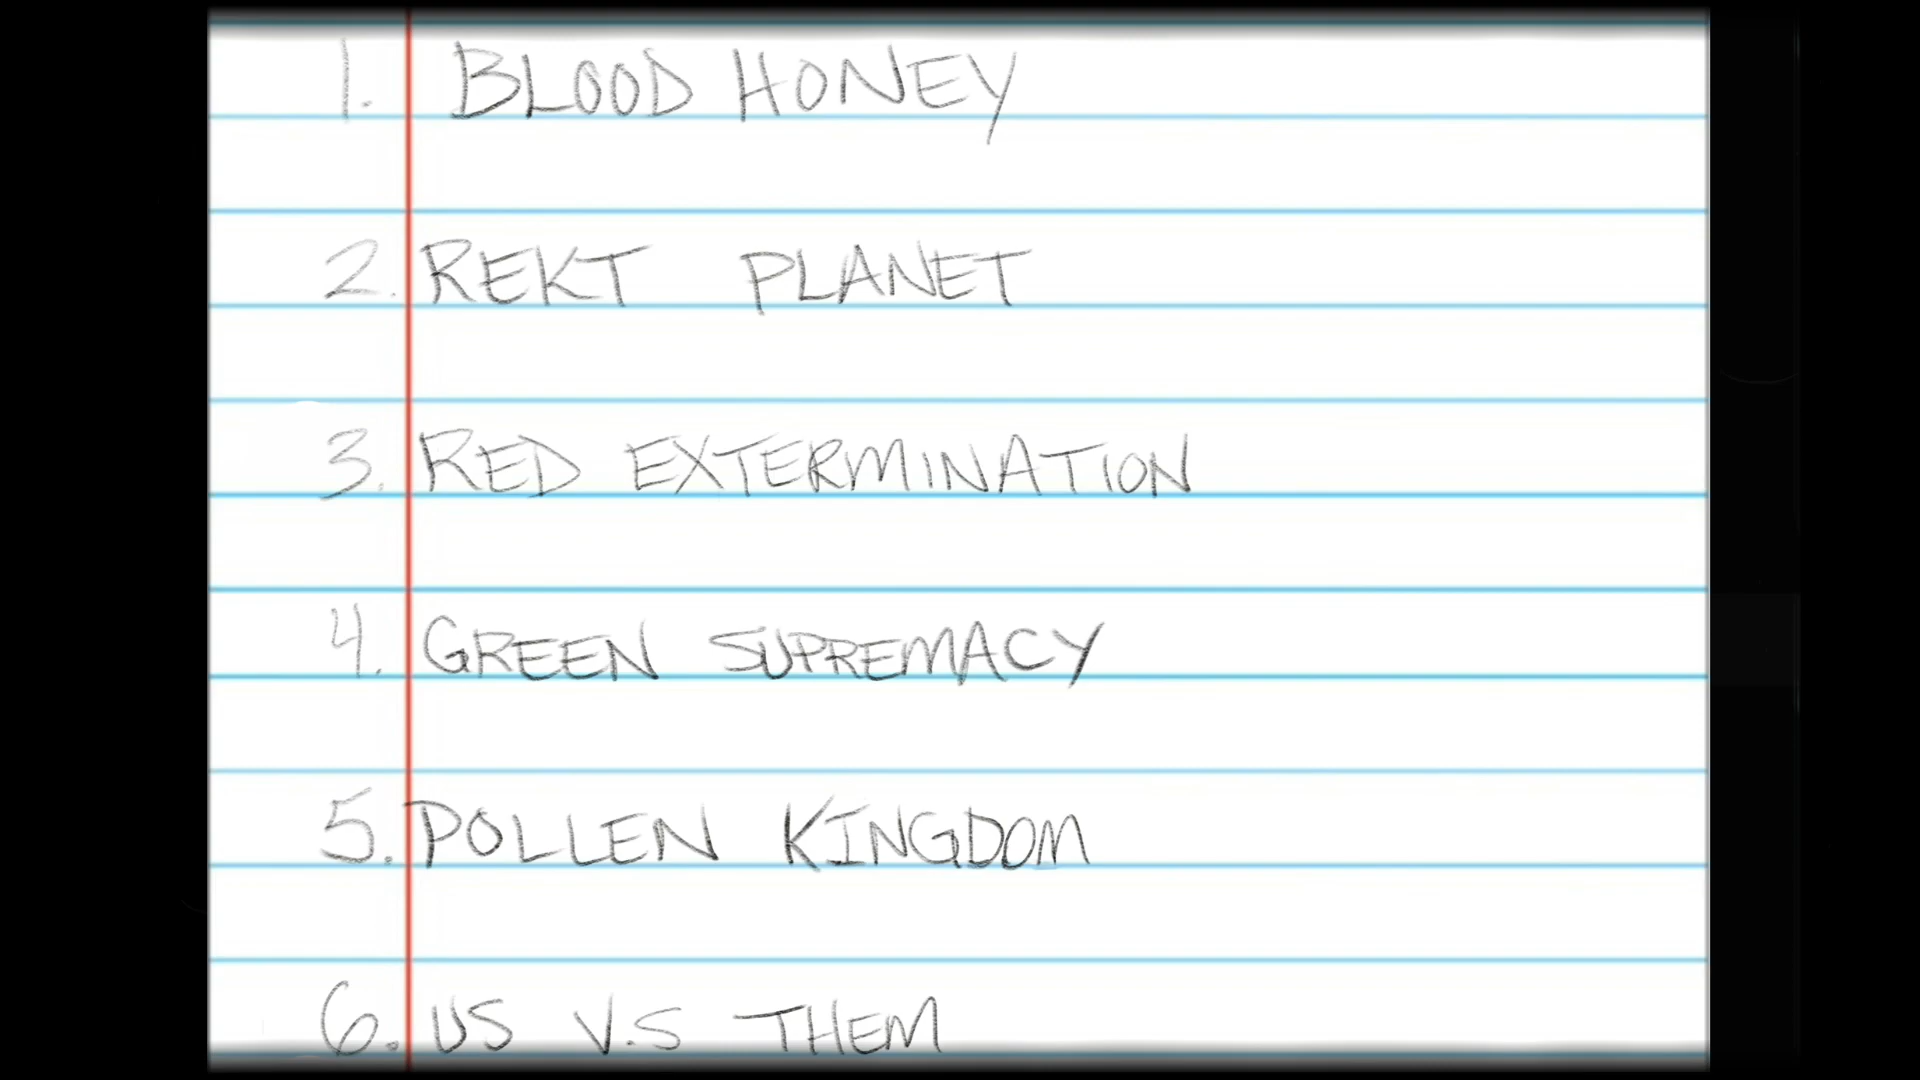 1. BLOOD HONEY
2. REKT PLANET
3. RED EXTERMINATION
4. GREEN SUPREMACY
5. POLLEN KINGDOM
6. US V.S THEM